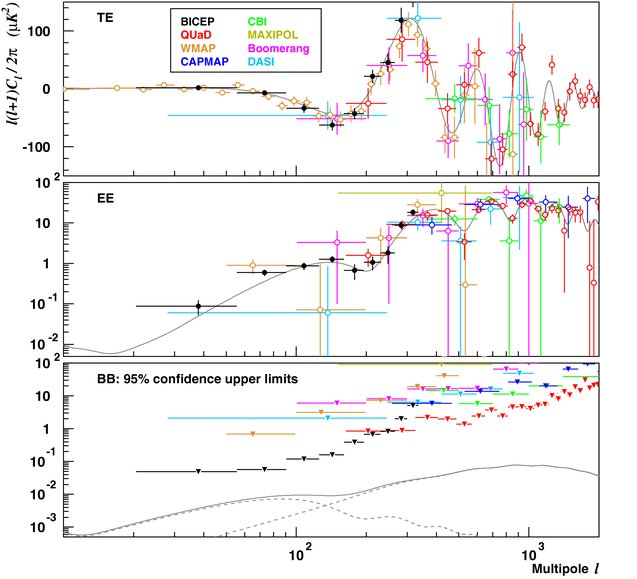 TE
BICEP CBI
QUaD MAXIPOL
WMAP Boomerang
CAPMAP DASI
l(l+1)C_l / 2π (μK²)
100
0
-100
EE
10²
10
1
10⁻¹
10⁻²
BB: 95% confidence upper limits
10²
10
1
10⁻¹
10⁻²
10⁻³
10² 10³
Multipole l